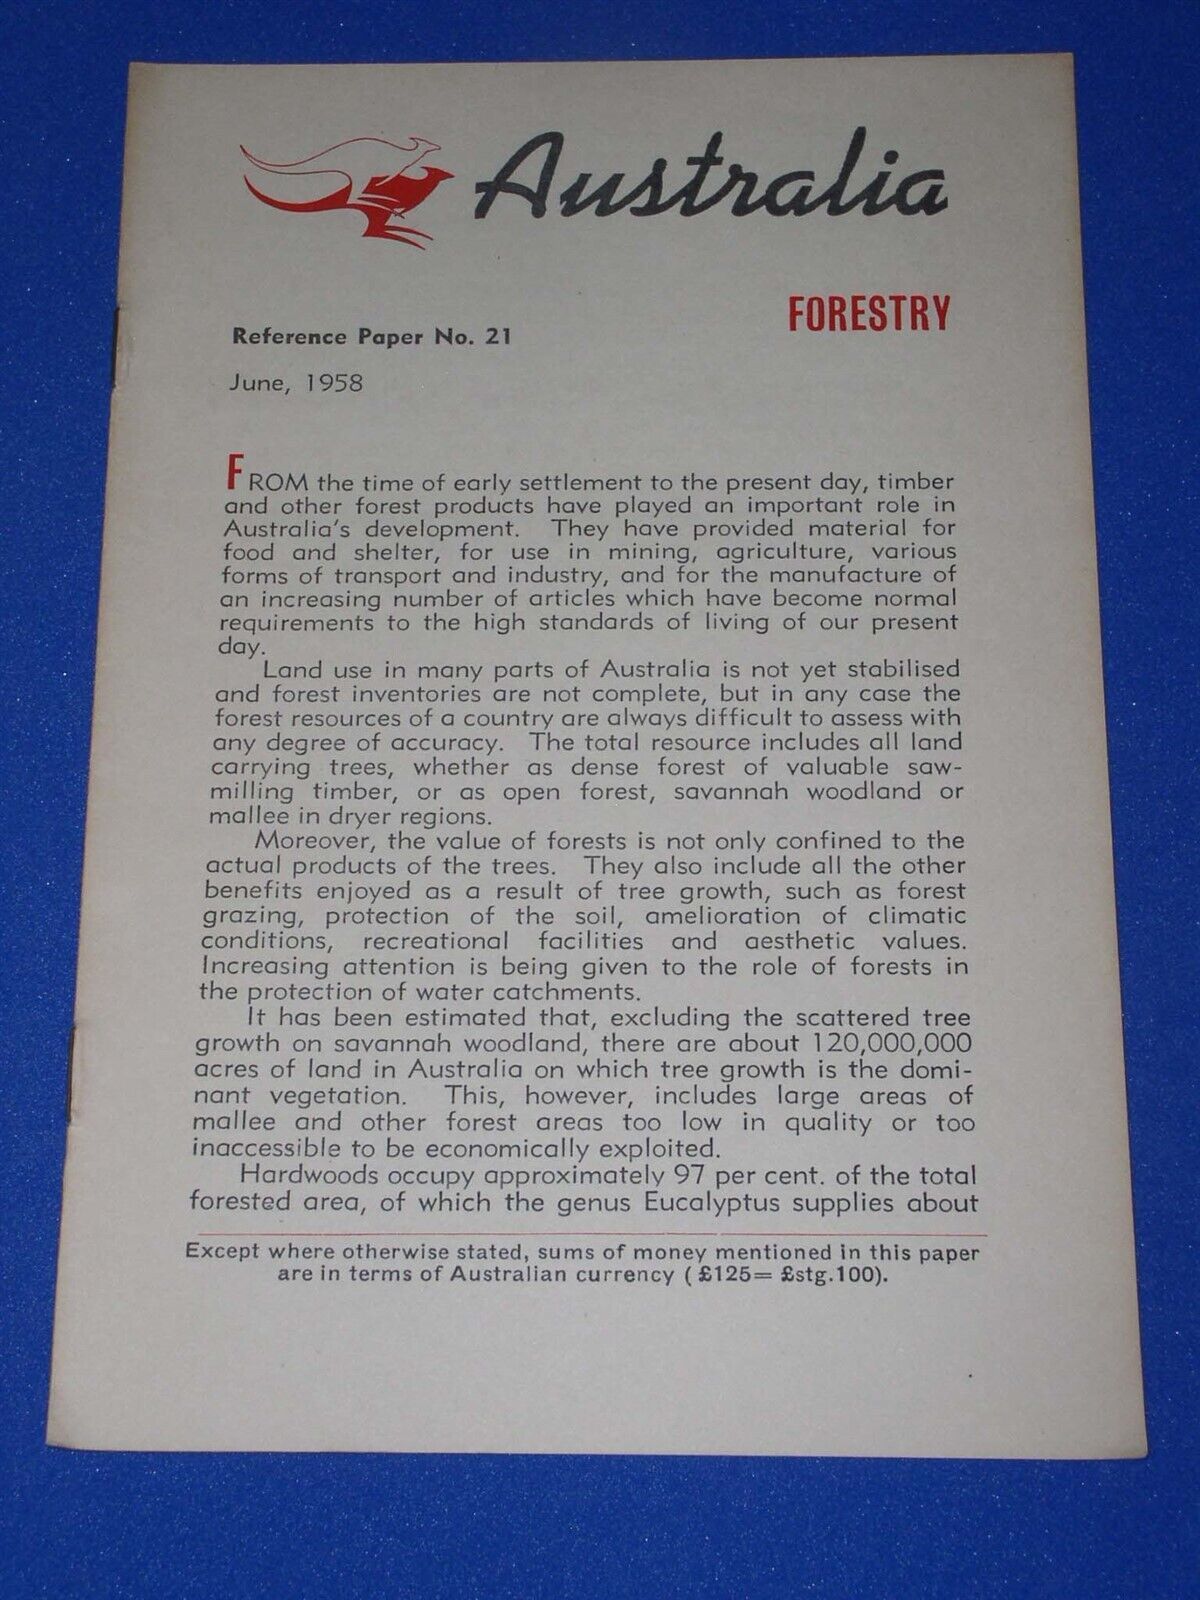 Australia
FORESTRY
Reference Paper No. 21
June, 1958
FROM the time of early settlement to the present day, timber
and other forest products have played an important role in
Australia's development. They have provided material for
food and shelter, for use in mining, agriculture, various
forms of transport and industry, and for the manufacture of
an increasing number of articles which have become normal
requirements to the high standards of living of our present
day.
Land use in many parts of Australia is not yet stabilised
and forest inventories are not complete, but in any case the
forest resources of a country are always difficult to assess with
any degree of accuracy. The total resource includes all land
carrying trees, whether as dense forest of valuable saw-
milling timber, or as open forest, savannah woodland or
mallee in dryer regions.
Moreover, the value of forests is not only confined to the
actual products of the trees. They also include all the other
benefits enjoyed as a result of tree growth, such as forest
grazing, protection of the soil, amelioration of climatic
conditions, recreational facilities and aesthetic values.
Increasing attention is being given to the role of forests in
the protection of water catchments.
It has been estimated that, excluding the scattered tree
growth on savannah woodland, there are about 120,000,000
acres of land in Australia on which tree growth is the domi-
nant vegetation. This, however, includes large areas of
mallee and other forest areas too low in quality or too
inaccessible to be economically exploited.
Hardwoods occupy approximately 97 per cent. of the total
forested area, of which the genus Eucalyptus supplies about
Except where otherwise stated, sums of money mentioned in this paper
are in terms of Australian currency (£125= £stg.100).